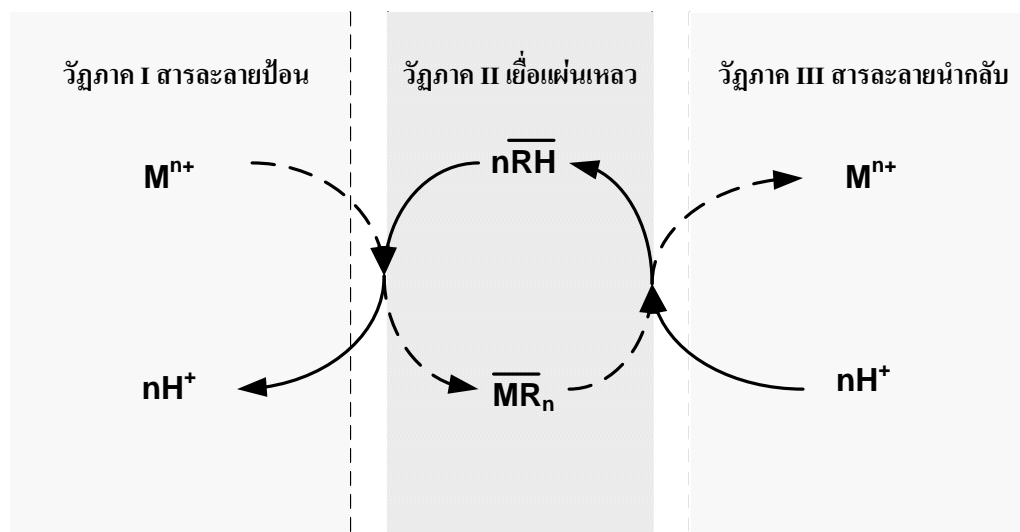 วัฏภาค I สารละลายป้อน
วัฏภาค II เยื่อแผ่นเหลว
วัฏภาค III สารละลายนำกลับ
Mⁿ⁺
nR̅H̅
Mⁿ⁺
nH⁺
M̅R̅ₙ
nH⁺